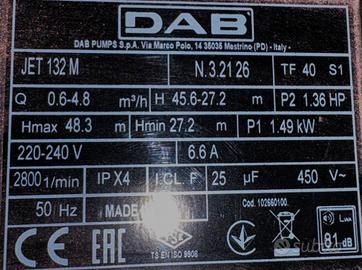 DAB
DAB PUMPS S.p.A. Via Marco Polo, 14 35035 Mestrino (PD) - Italy -
JET 132 M N. 3.21 26 TF 40 S1
Q 0.6-4.8 m³/h H 45.6-27.2 m P2 1.36 HP
Hmax 48.3 m Hmin 27.2 m P1 1.49 kW
220-240 V 6.6 A
2800 1/min IP X4 I.CL. F 25 µF 450 V~
50 Hz MADE Cod. 102660100.
CE EAC TS EN ISO 9906 LWA 81 dB
subito